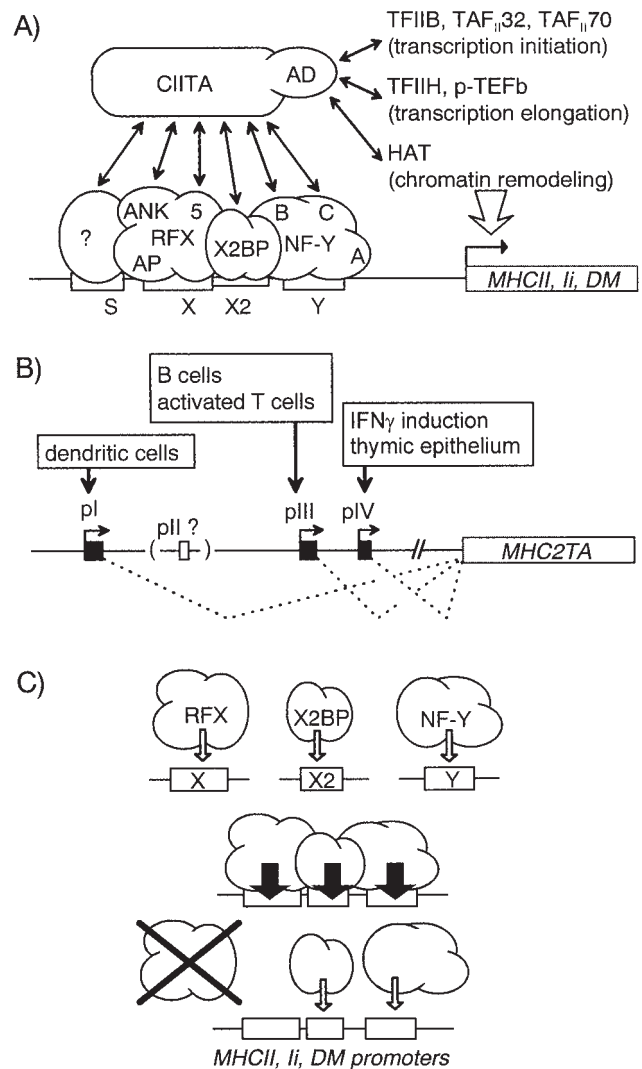 A)
TFIIB, TAFII32, TAFII70
(transcription initiation)
CIITA
AD
TFIIH, p-TEFb
(transcription elongation)
HAT
(chromatin remodeling)
?
ANK
5
RFX
AP
X2BP
B
C
NF-Y
A
S
X
X2
Y
MHCII, Ii, DM
B)
B cells
activated T cells
IFNγ induction
thymic epithelium
dendritic cells
pI
( pII ? )
pIII
pIV
//
MHC2TA
C)
RFX
X2BP
NF-Y
X
X2
Y
MHCII, Ii, DM promoters